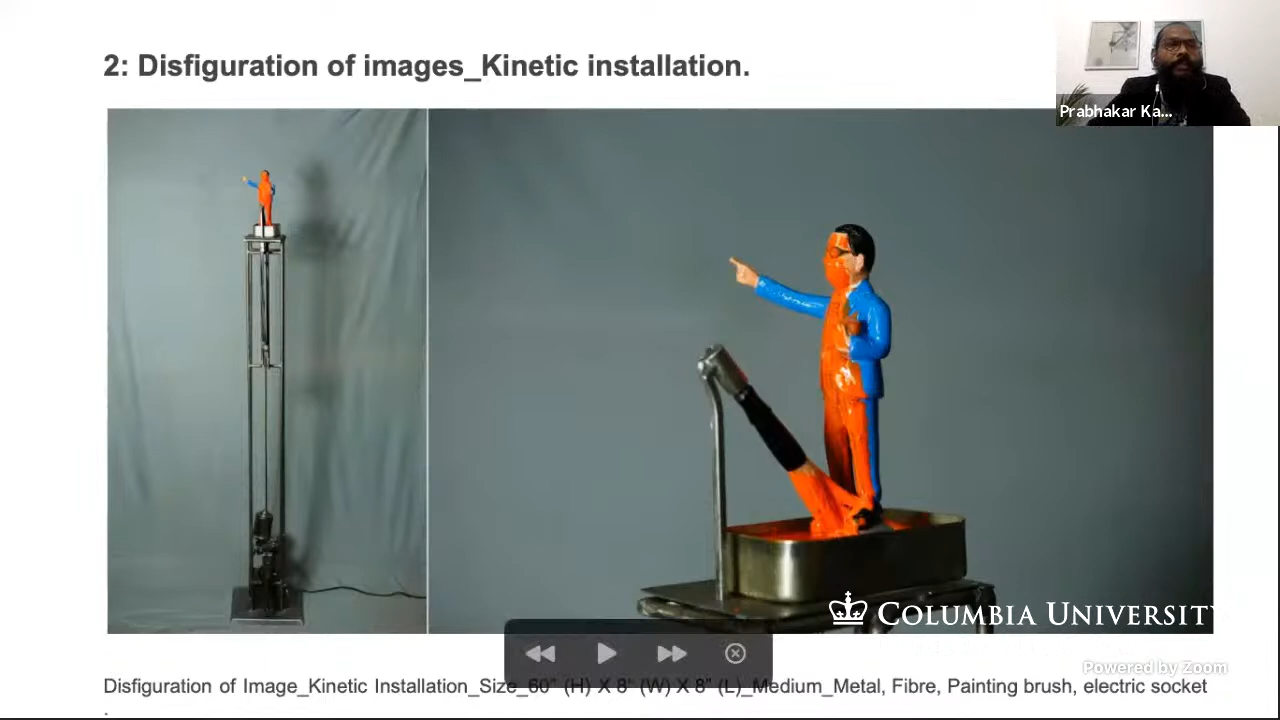 2: Disfiguration of images_Kinetic installation.
Prabhakar Ka...
COLUMBIA UNIVERSITY
Powered by Zoom
Disfiguration of Image_Kinetic Installation_Size_60" (H) X 8" (W) X 8" (L)_Medium_Metal, Fibre, Painting brush, electric socket
.